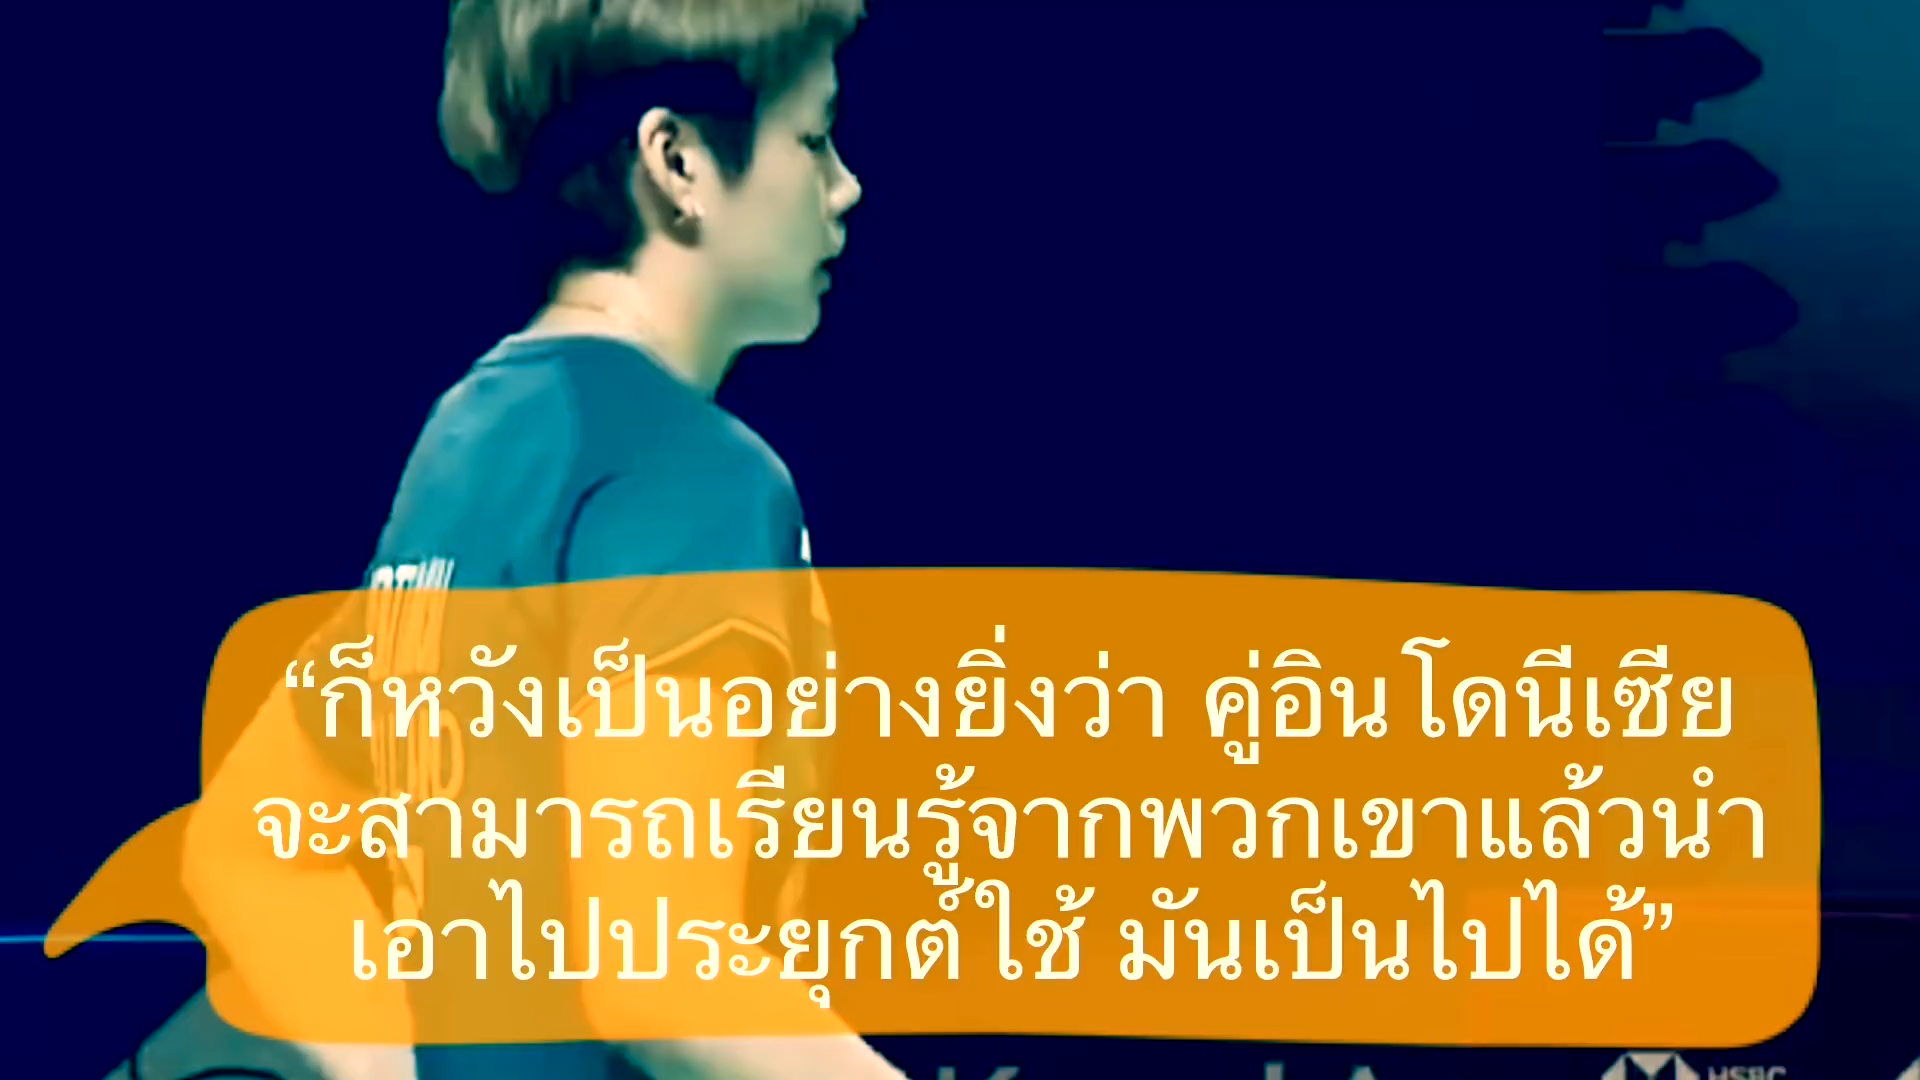 “ก็หวังเป็นอย่างยิ่งว่า คู่อินโดนีเซีย
จะสามารถเรียนรู้จากพวกเขาแล้วนำ
เอาไปประยุกต์ใช้ มันเป็นไปได้”
HSBC